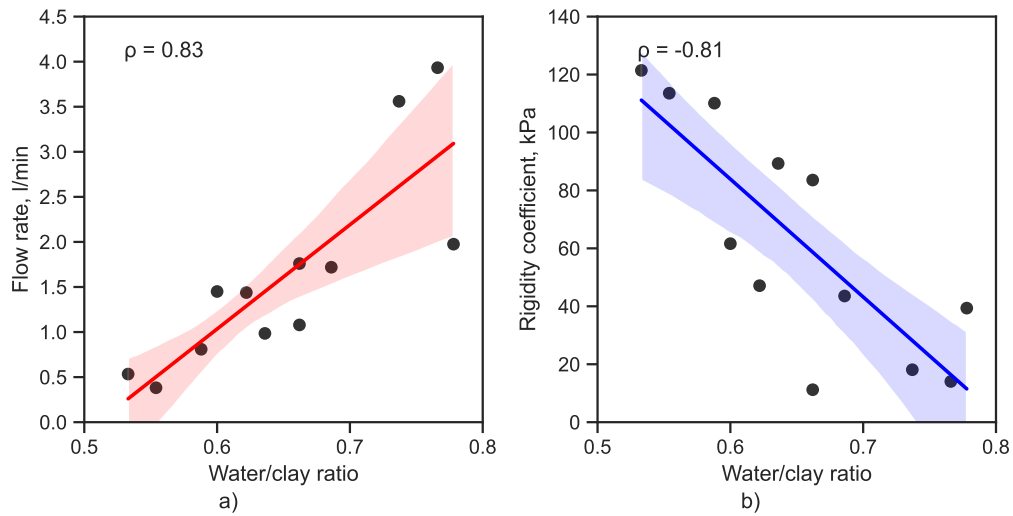 ρ = 0.83
4.5
4.0
3.5
3.0
2.5
2.0
1.5
1.0
0.5
0.0
Flow rate, l/min
0.5 0.6 0.7 0.8
Water/clay ratio
a)
ρ = -0.81
140
120
100
80
60
40
20
0
Rigidity coefficient, kPa
0.5 0.6 0.7 0.8
Water/clay ratio
b)